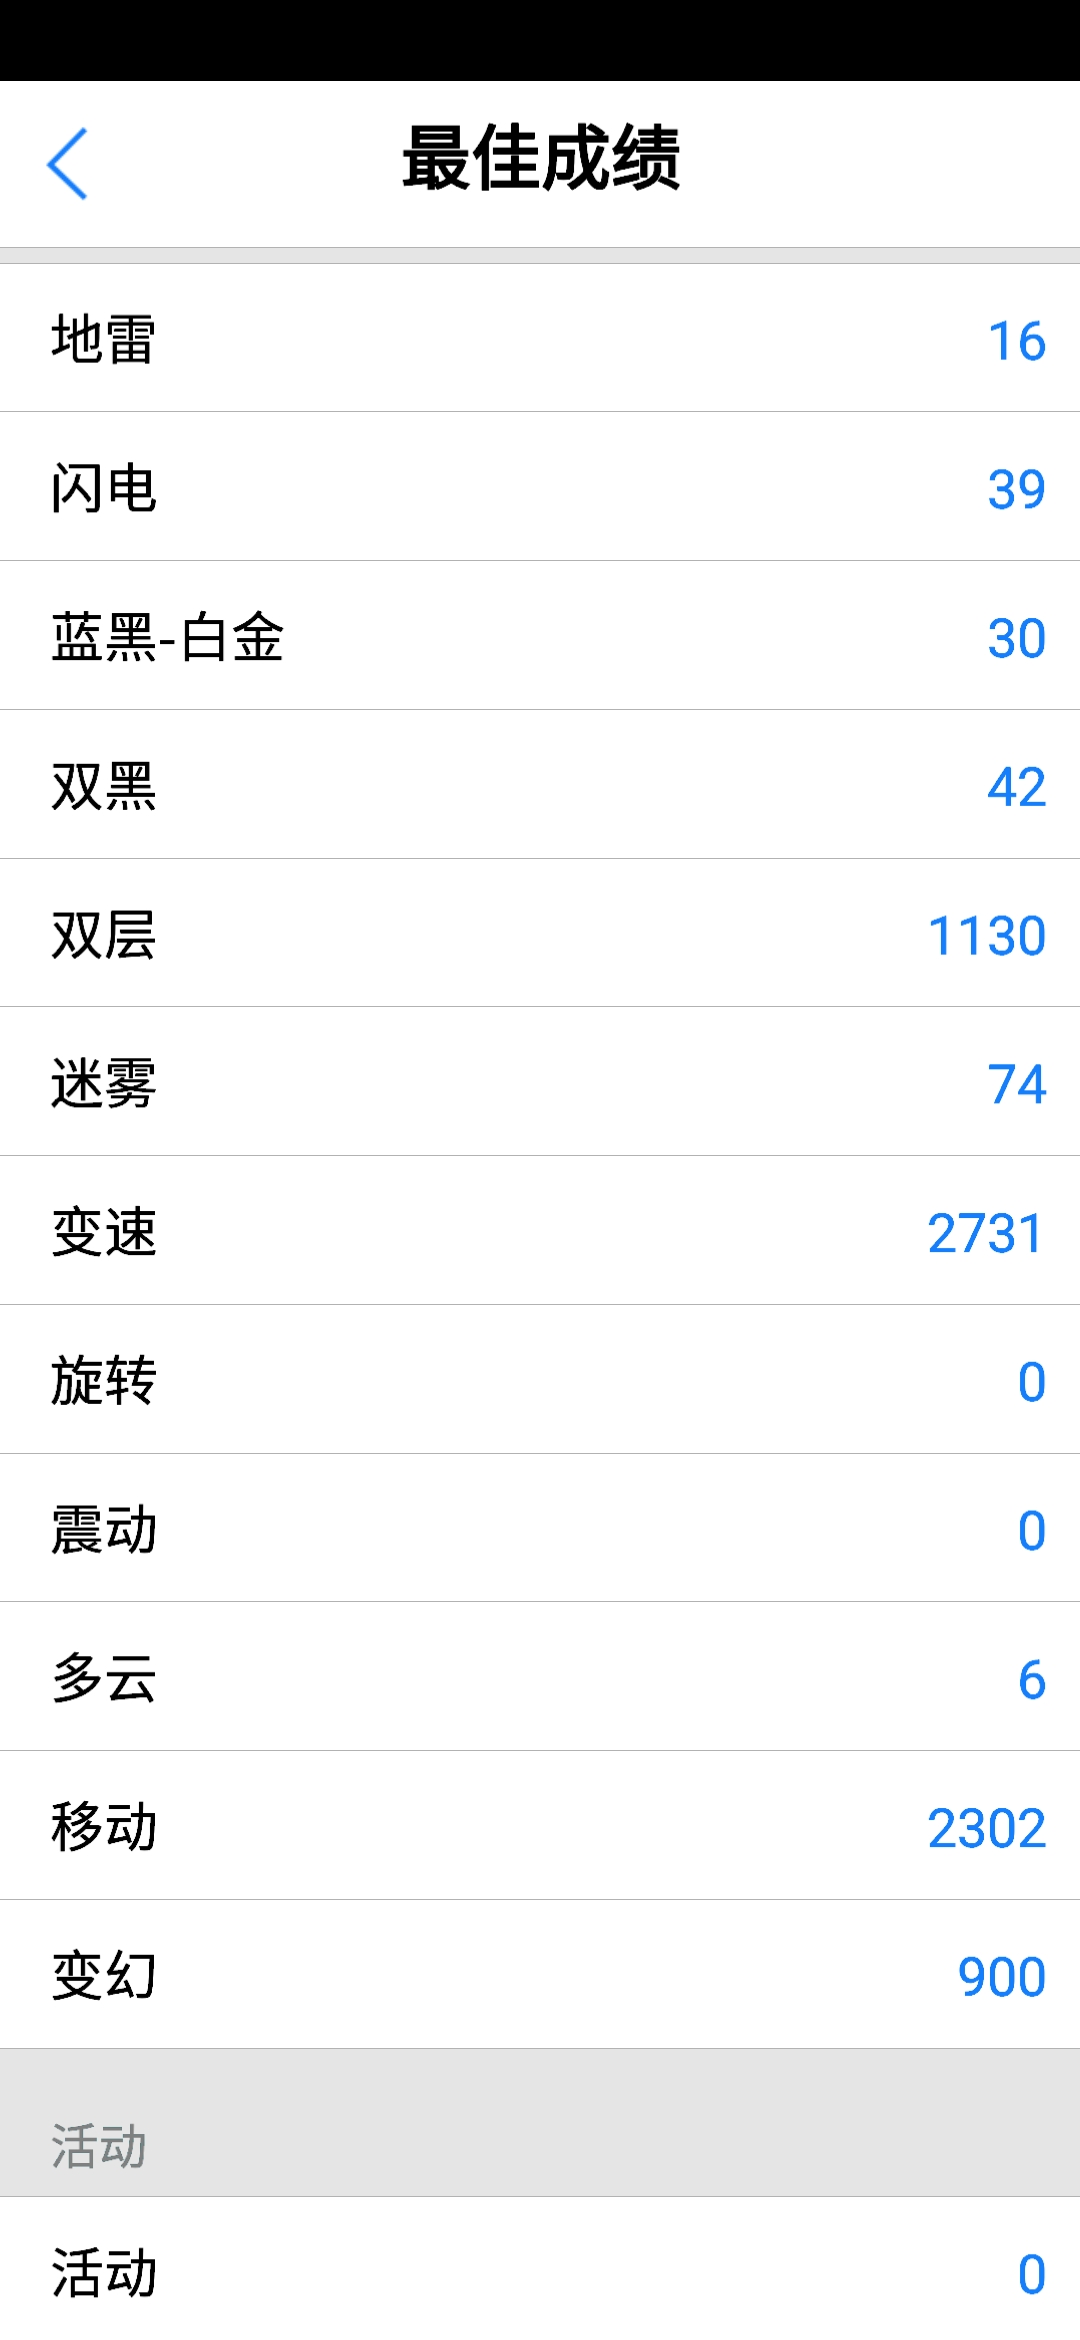 最佳成绩
地雷 16
闪电 39
蓝黑-白金 30
双黑 42
双层 1130
迷雾 74
变速 2731
旋转 0
震动 0
多云 6
移动 2302
变幻 900
活动
活动 0